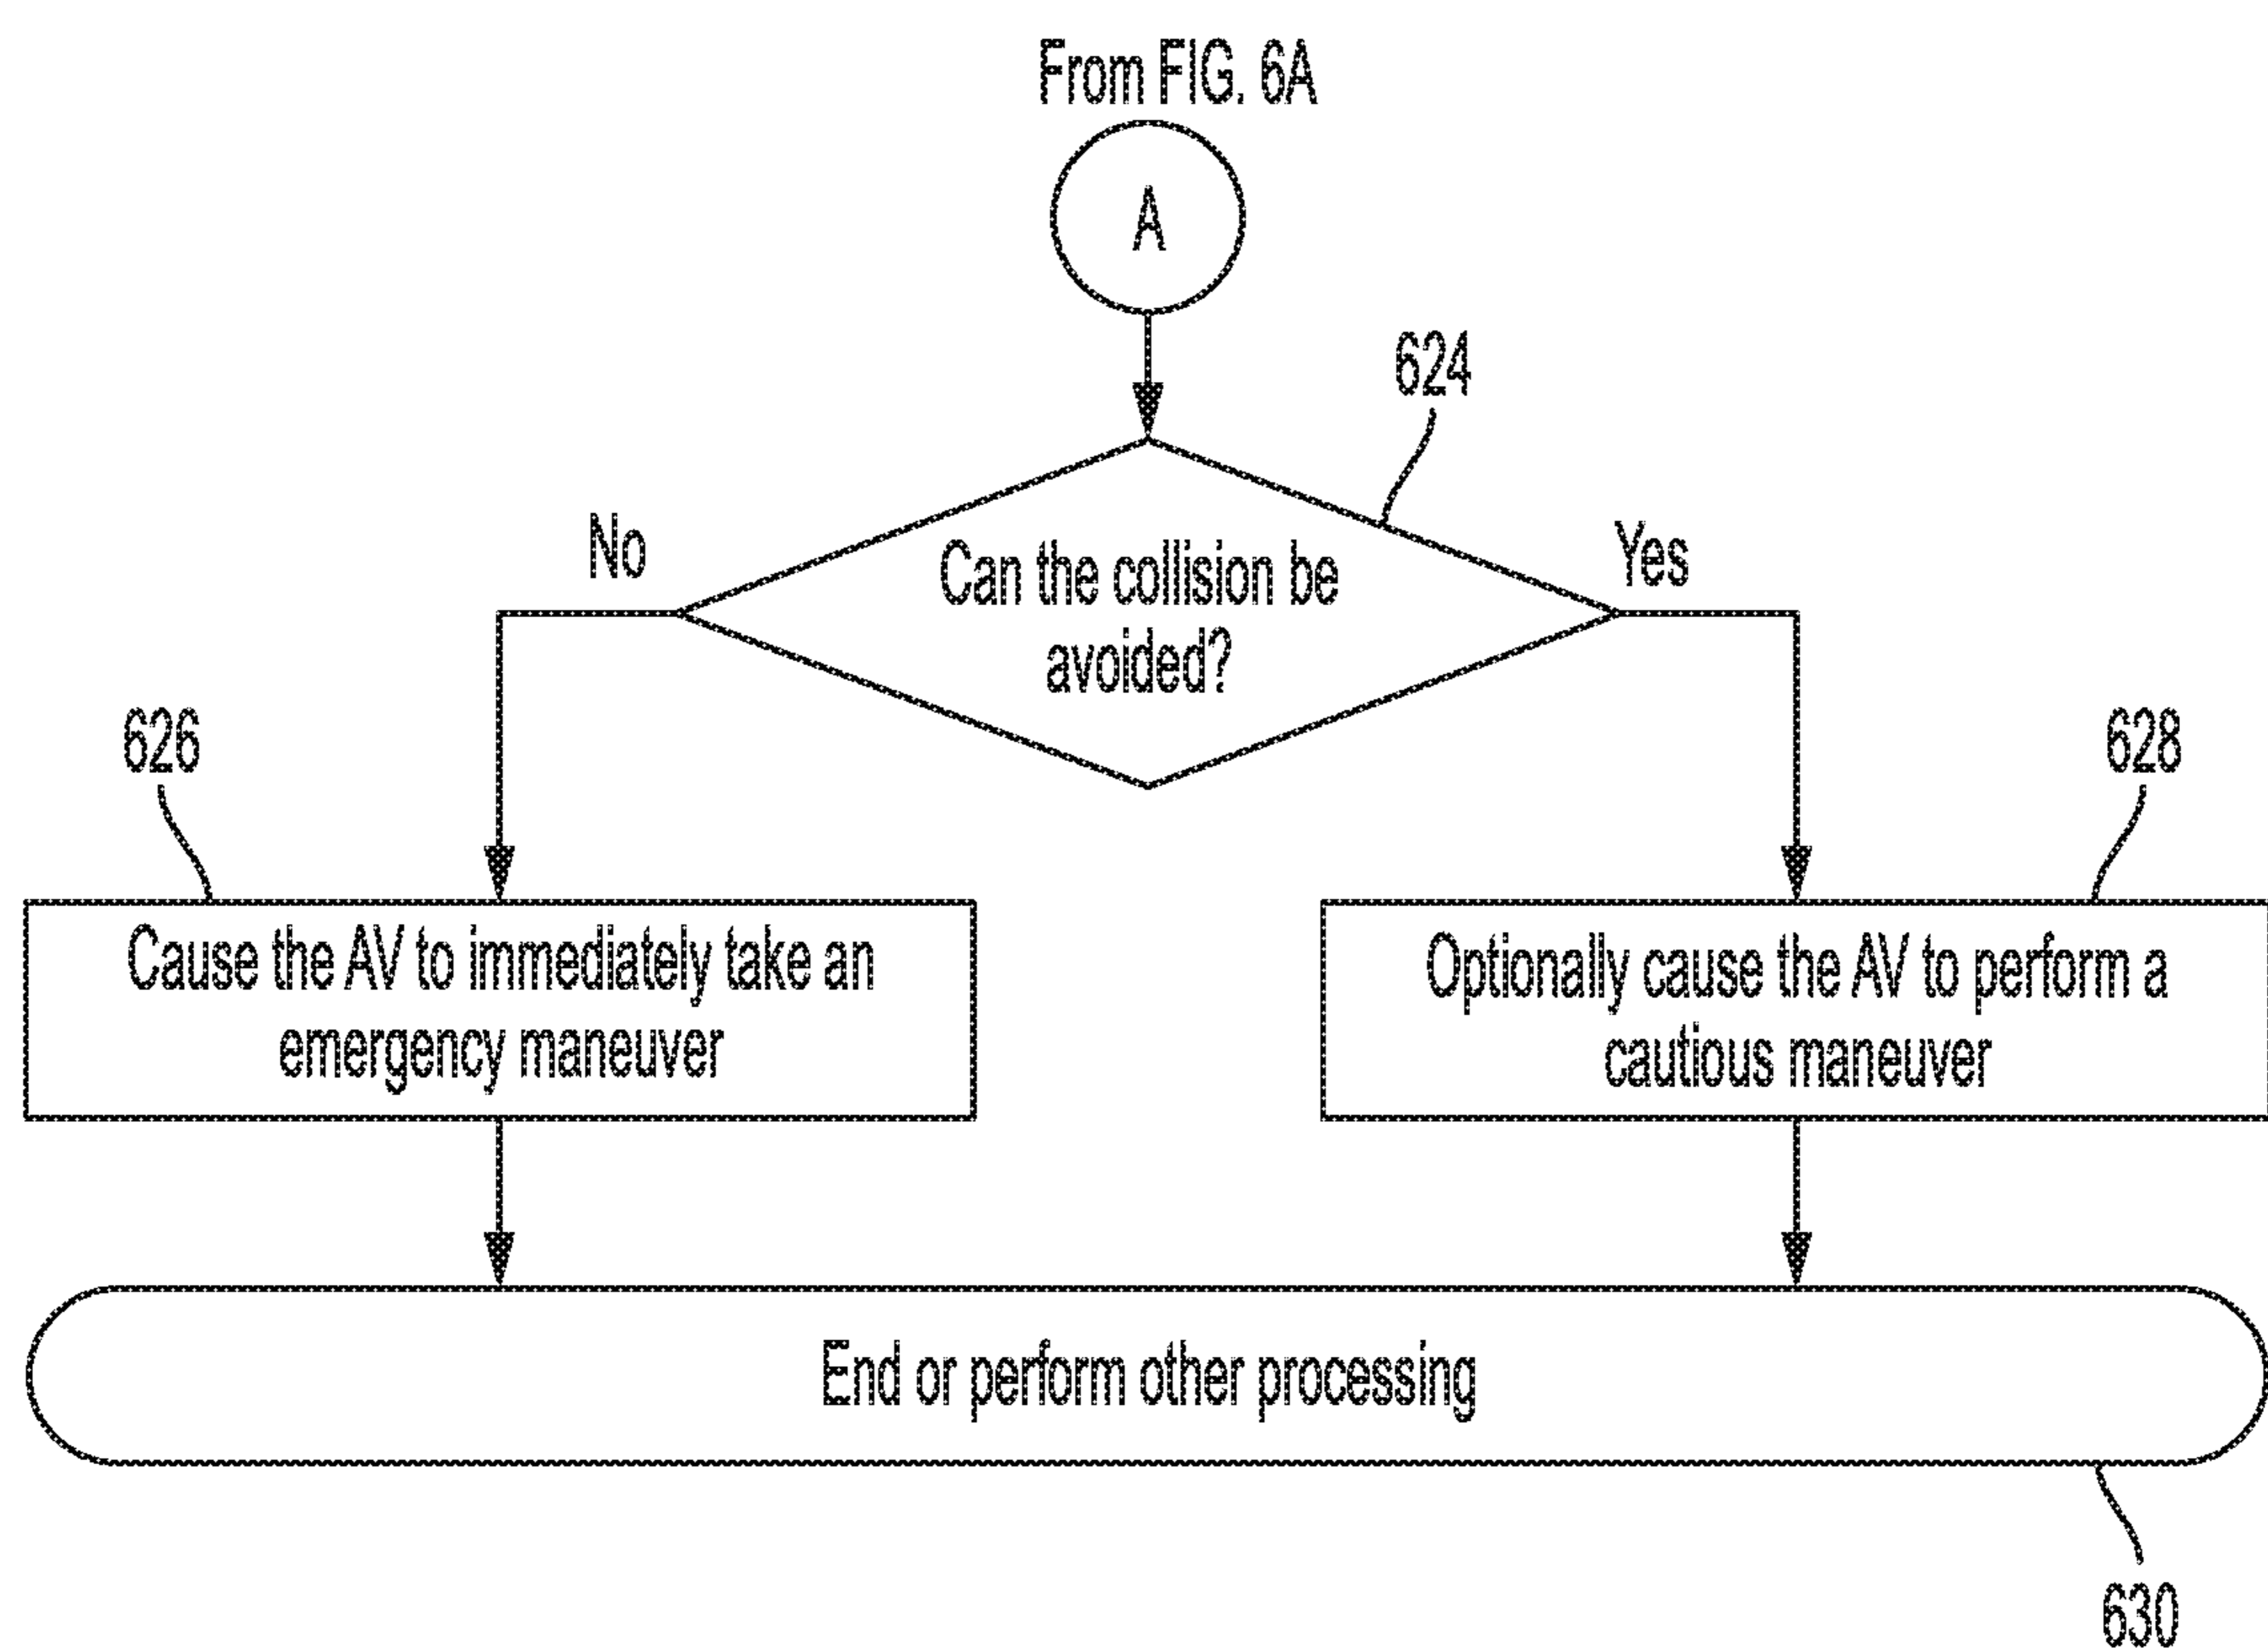 From FIG. 6A
A
624
No
Yes
Can the collision be
avoided?
626
628
Cause the AV to immediately take an
emergency maneuver
Optionally cause the AV to perform a
cautious maneuver
End or perform other processing
630